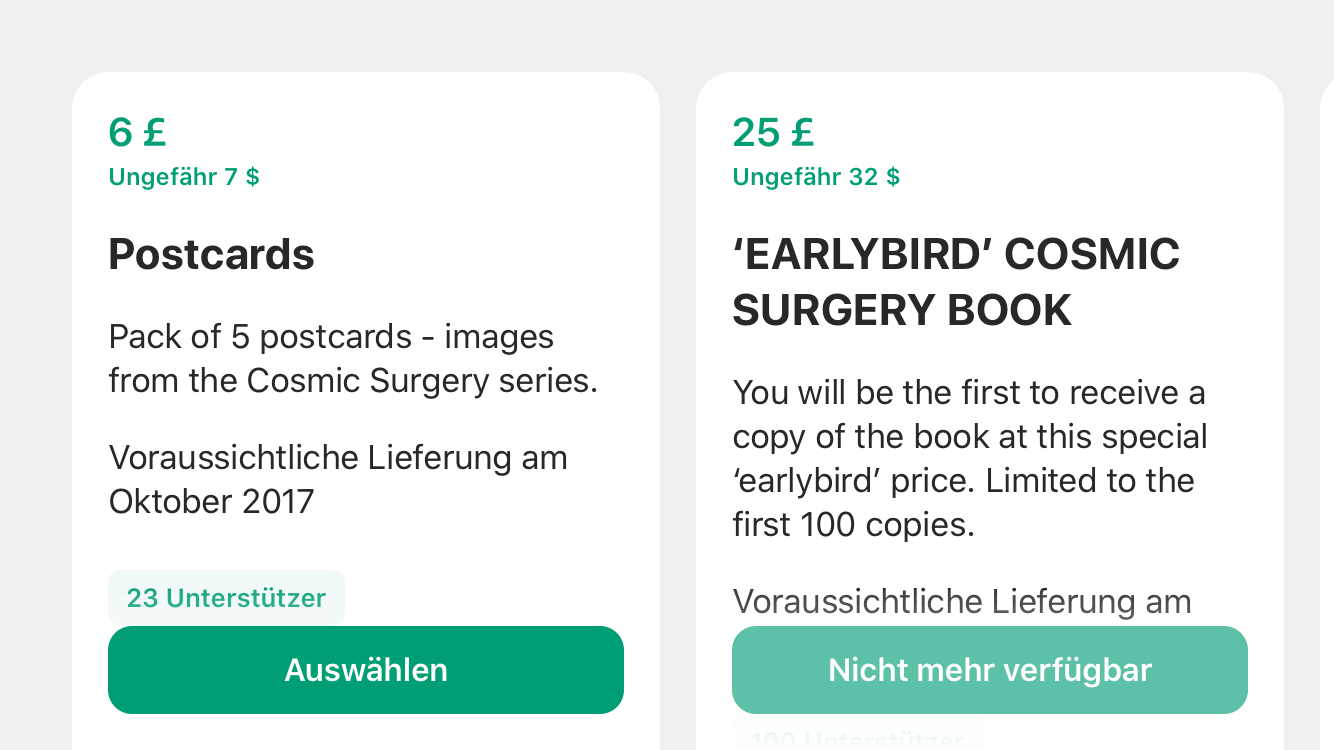 6 £
Ungefähr 7 $
Postcards
Pack of 5 postcards - images
from the Cosmic Surgery series.
Voraussichtliche Lieferung am
Oktober 2017
23 Unterstützer
Auswählen
25 £
Ungefähr 32 $
‘EARLYBIRD’ COSMIC
SURGERY BOOK
You will be the first to receive a
copy of the book at this special
‘earlybird’ price. Limited to the
first 100 copies.
Voraussichtliche Lieferung am
Nicht mehr verfügbar
100 Unterstützer